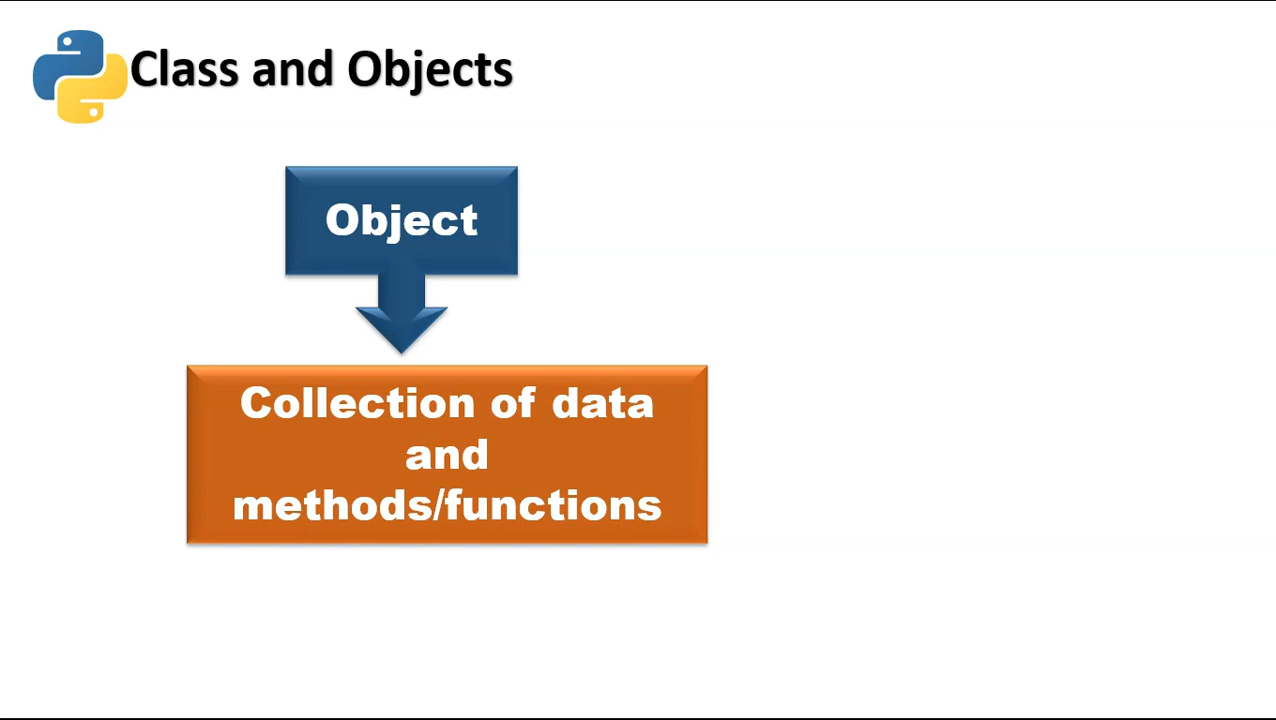 Class and Objects
Object
Collection of data
and
methods/functions